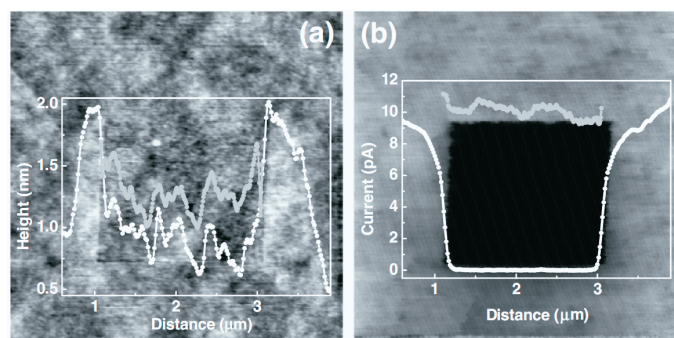 (a)
2.0
1.5
1.0
0.5
Height (nm)
1
2
3
Distance (μm)
(b)
12
10
8
6
4
2
0
Current (pA)
1
2
3
Distance (μm)